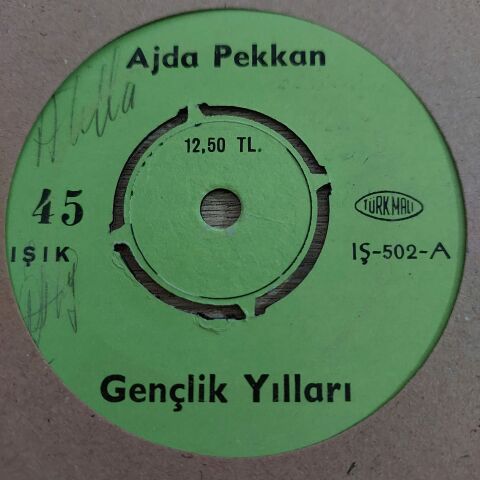 Ajda Pekkan
12,50 TL.
45
TÜRK MALI
IŞIK
IŞ-502-A
Gençlik Yılları